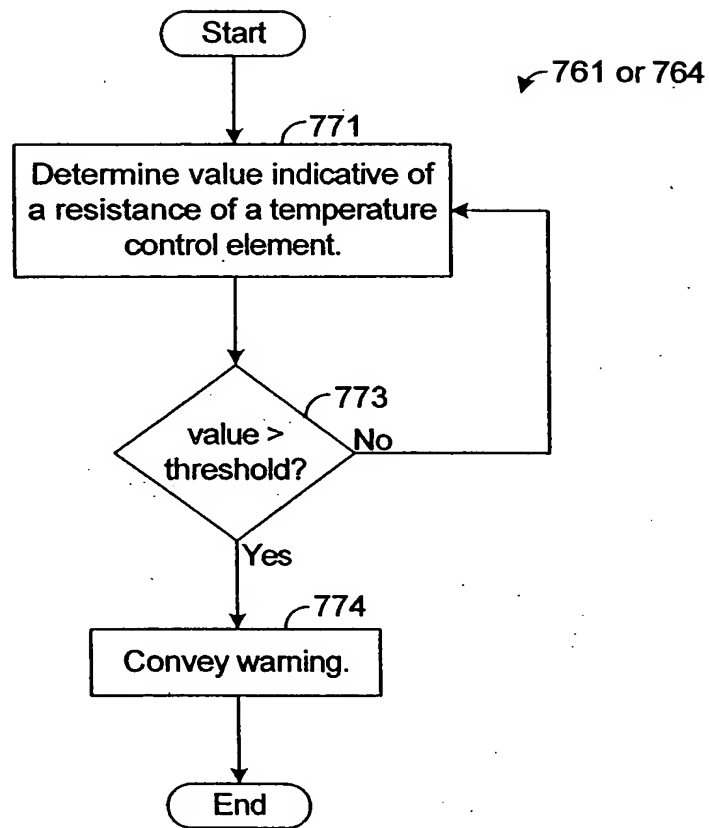 Start
761 or 764
771
Determine value indicative of
a resistance of a temperature
control element.
773
value >
threshold?
No
Yes
774
Convey warning.
End